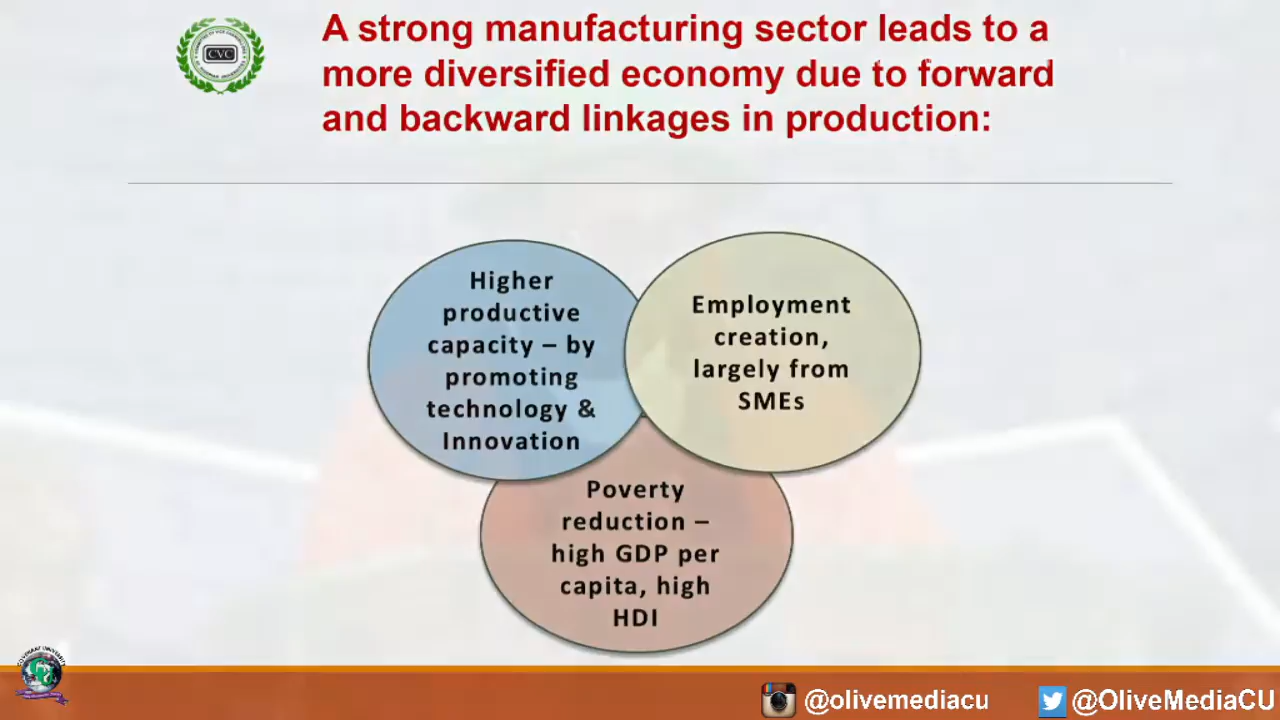 A strong manufacturing sector leads to a
more diversified economy due to forward
and backward linkages in production:
CVC
Higher
productive
capacity – by
promoting
technology &
Innovation
Employment
creation,
largely from
SMEs
Poverty
reduction –
high GDP per
capita, high
HDI
@olivemediacu
@OliveMediaCU